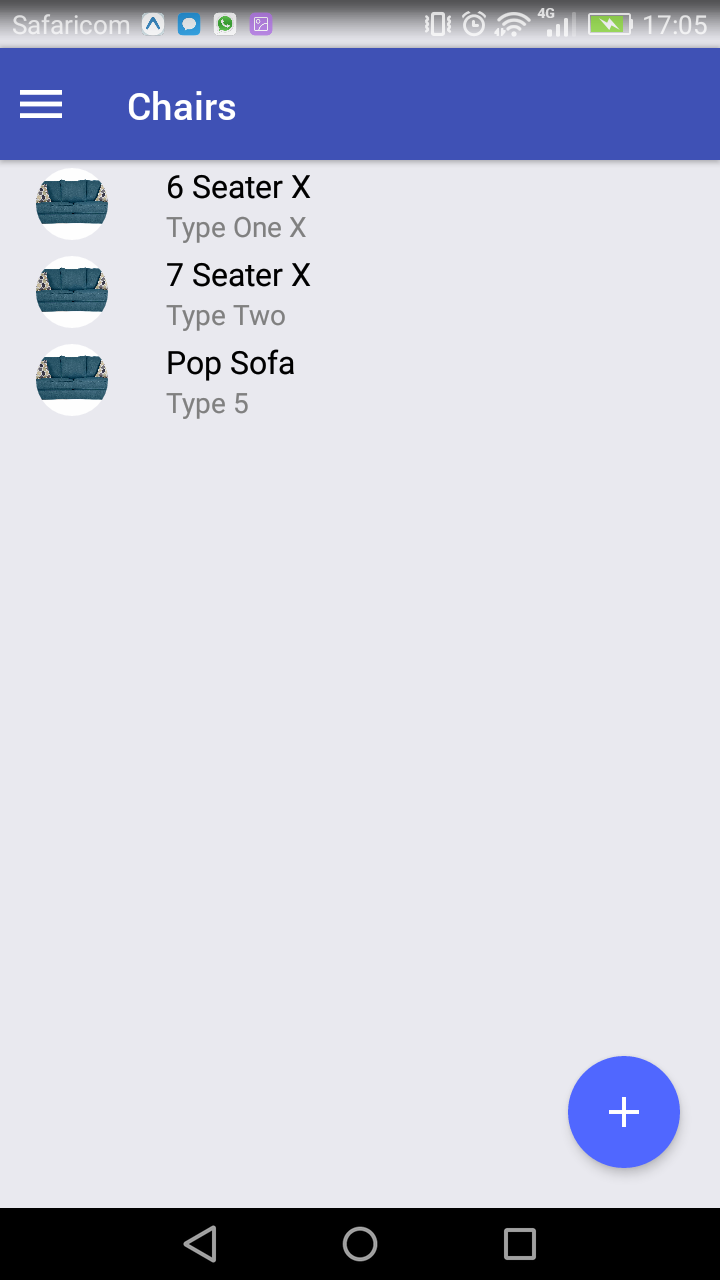 Safaricom 4G 17:05
Chairs
6 Seater X
Type One X
7 Seater X
Type Two
Pop Sofa
Type 5